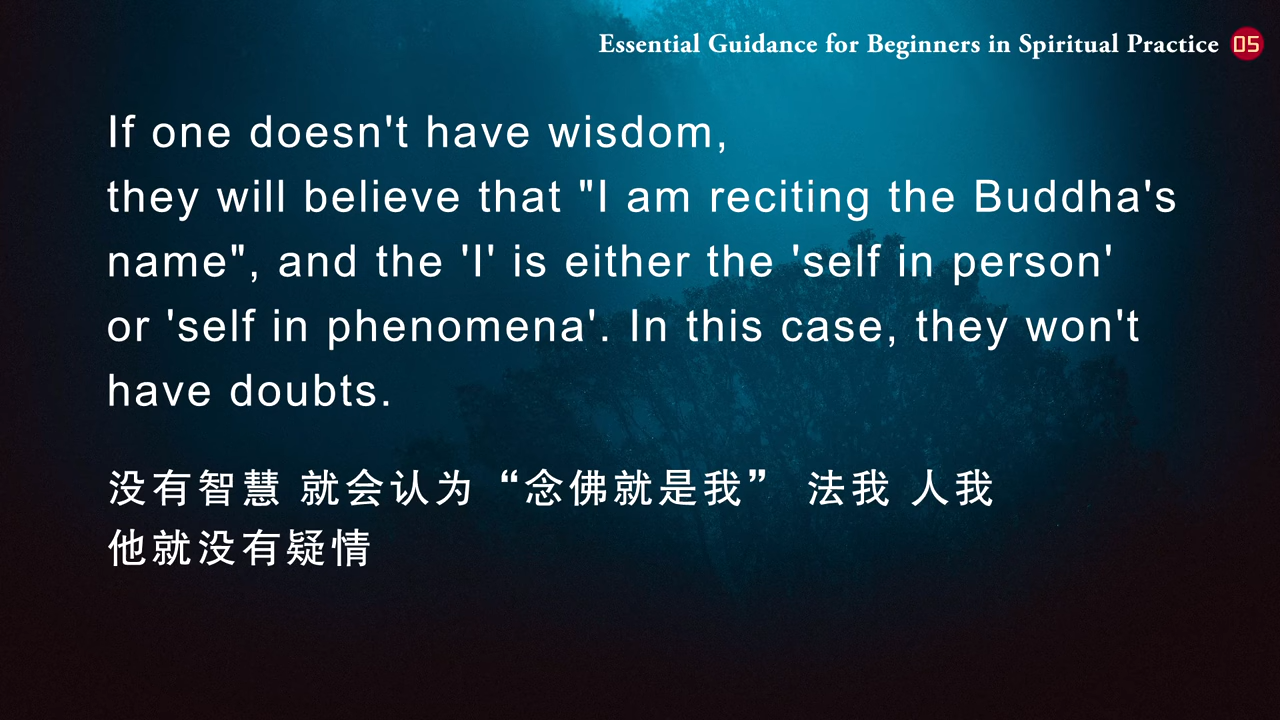 Essential Guidance for Beginners in Spiritual Practice 05
If one doesn't have wisdom,
they will believe that "I am reciting the Buddha's
name", and the 'I' is either the 'self in person'
or 'self in phenomena'. In this case, they won't
have doubts.
没有智慧 就会认为“念佛就是我” 法我 人我
他就没有疑情